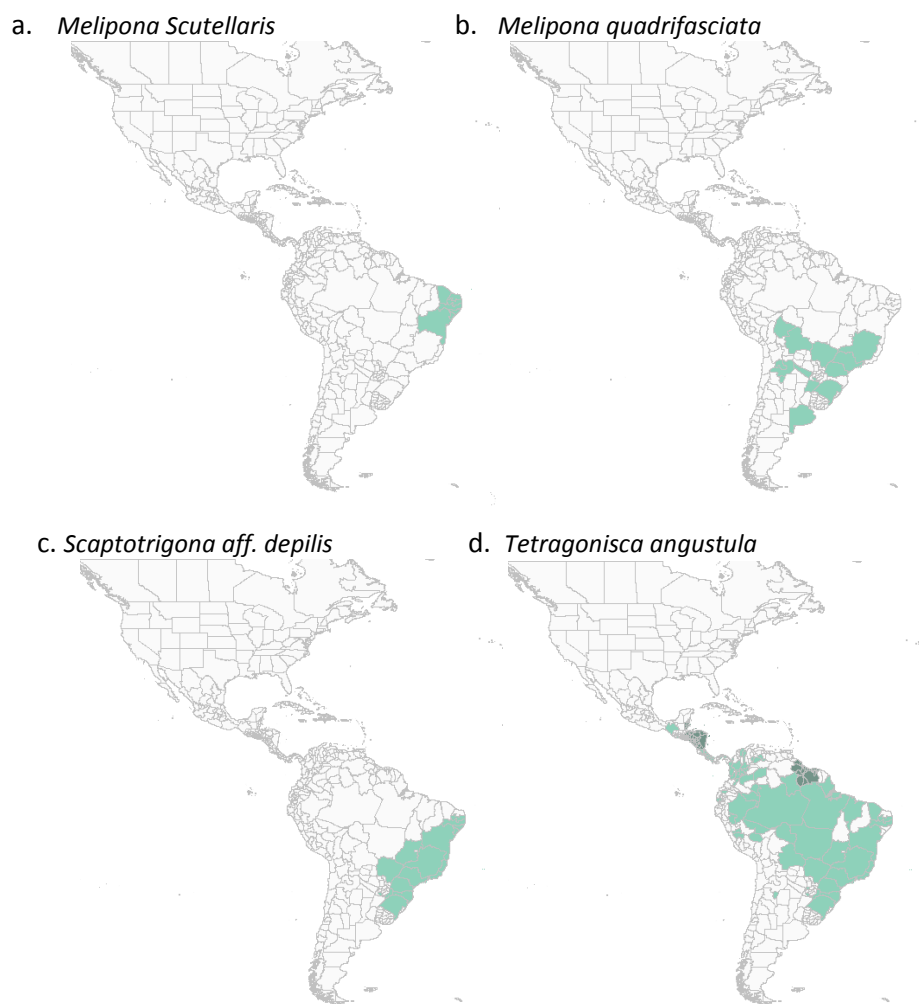 a. Melipona Scutellaris
b. Melipona quadrifasciata
c. Scaptotrigona aff. depilis
d. Tetragonisca angustula